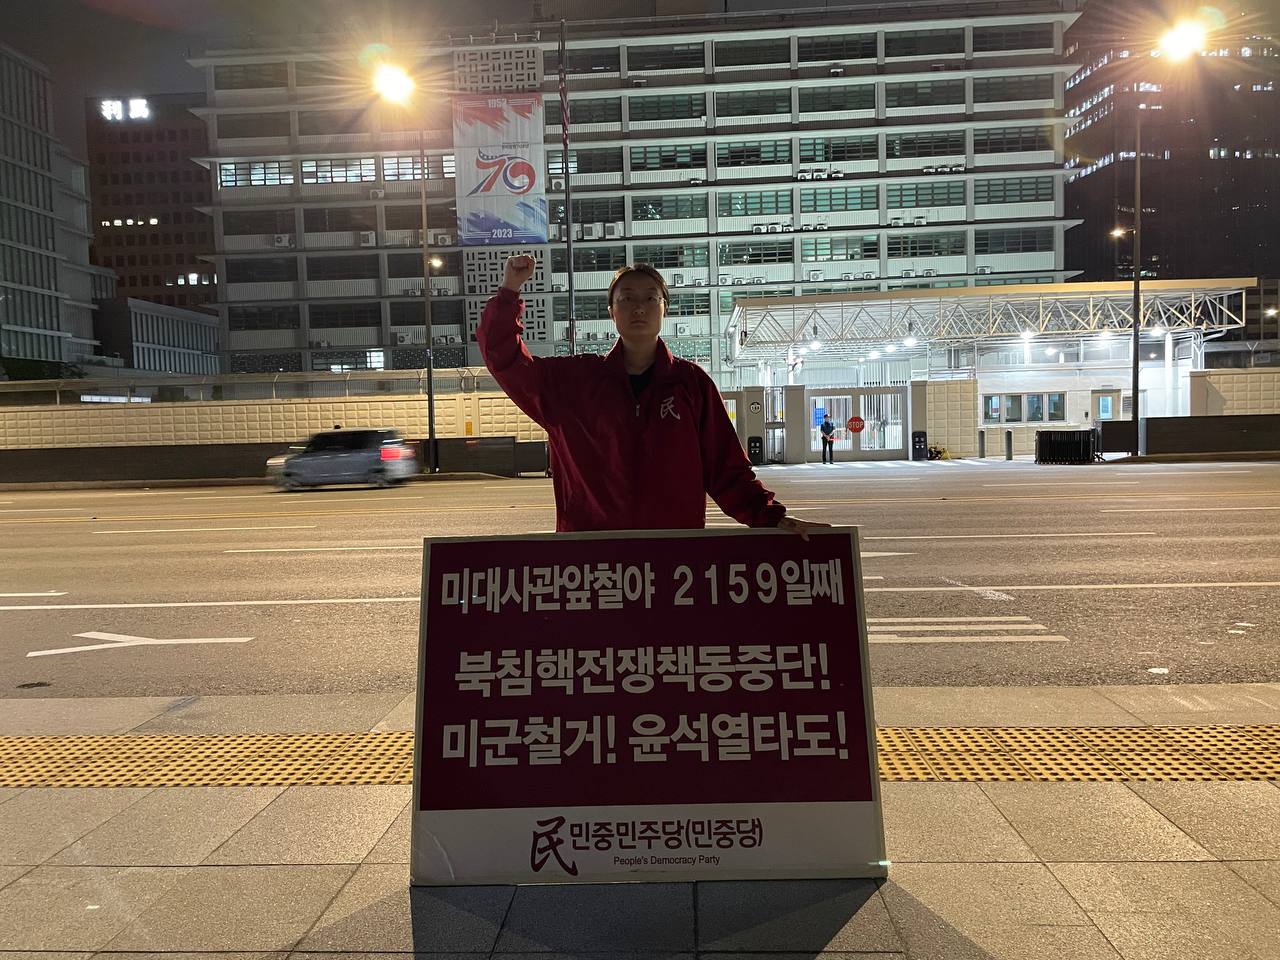 1953
70
2023
STOP
民
미대사관앞철야 2159일째
북침핵전쟁책동중단!
미군철거! 윤석열타도!
民 민중민주당(민중당)
People's Democracy Party